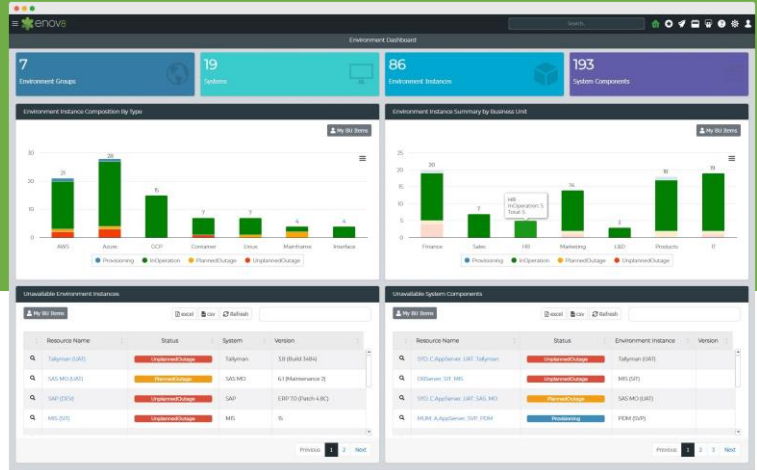 enov8
Search..
Environment Dashboard
7
Environment Groups
19
Systems
86
Environment Instances
193
System Components
Environment Instance Composition By Type
My BU Items
30
20
10
0
21
28
15
7
7
4
4
AWS Azure GCP Container Linux Mainframe Interface
Provisioning InOperation PlannedOutage UnplannedOutage
Environment Instance Summary by Business Unit
My BU Items
25
20
15
10
5
0
20
7
HR
InOperation: 5
Total: 5
14
3
18
19
Finance Sales HR Marketing L&D Products IT
Provisioning InOperation PlannedOutage UnplannedOutage
Unavailable Environment Instances
My BU Items excel csv Refresh
Resource Name Status System Version
Tallyman (UAT) UnplannedOutage Tallyman 3.8 (Build 3484)
SAS MO (UAT) PlannedOutage SAS MO 6.1 (Maintenance 2)
SAP (DEV) UnplannedOutage SAP ERP 7.0 (Patch 4.8C)
MIS (SIT) UnplannedOutage MIS 15
Previous 1 2 Next
Unavailable System Components
My BU Items excel csv Refresh
Resource Name Status Environment Instance Version
SYD_C.AppServer_UAT_Tallyman UnplannedOutage Tallyman (UAT)
DBServer_SIT_MIS UnplannedOutage MIS (SIT)
SYD_C.AppServer_UAT_SAS_MO PlannedOutage SAS MO (UAT)
MUM_A.AppServer_SVP_PDM Provisioning PDM (SVP)
Previous 1 2 3 Next